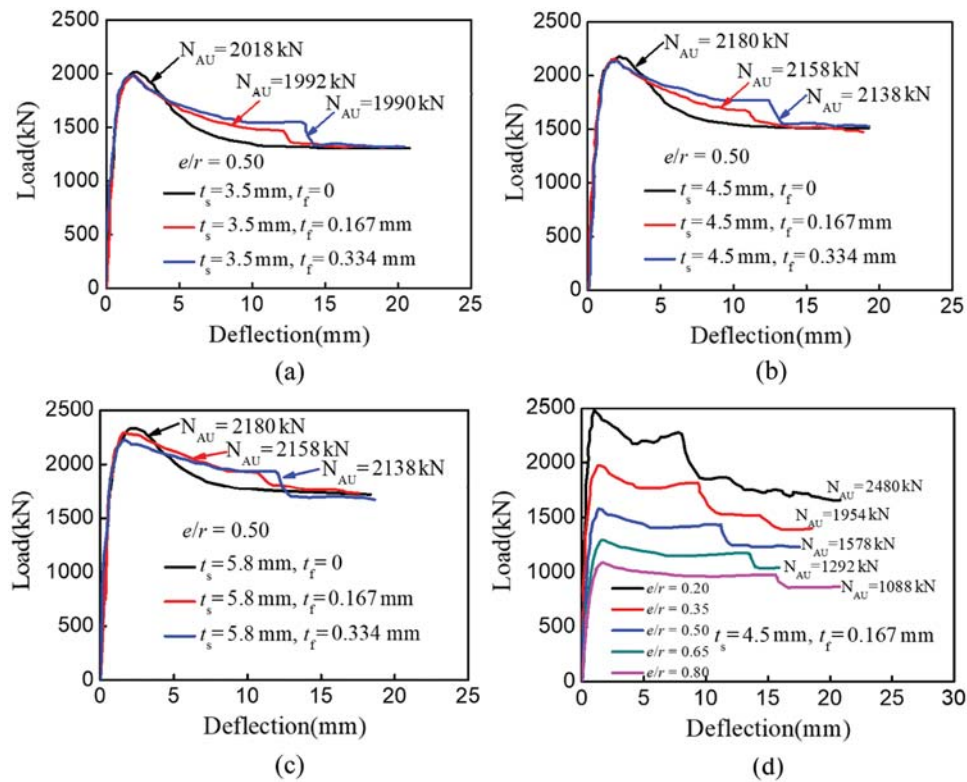 (a)
Load(kN)
2500
2000
1500
1000
500
0
N_AU=2018 kN
N_AU=1992 kN
N_AU=1990 kN
e/r = 0.50
t_s=3.5 mm, t_f=0
t_s=3.5 mm, t_f=0.167 mm
t_s=3.5 mm, t_f=0.334 mm
0 5 10 15 20 25
Deflection(mm)
(b)
Load(kN)
2500
2000
1500
1000
500
0
N_AU=2180 kN
N_AU=2158 kN
N_AU=2138 kN
e/r = 0.50
t_s=4.5 mm, t_f=0
t_s=4.5 mm, t_f=0.167 mm
t_s=4.5 mm, t_f=0.334 mm
0 5 10 15 20 25
Deflection(mm)
(c)
Load(kN)
2500
2000
1500
1000
500
0
N_AU=2180 kN
N_AU=2158 kN
N_AU=2138 kN
e/r = 0.50
t_s=5.8 mm, t_f=0
t_s=5.8 mm, t_f=0.167 mm
t_s=5.8 mm, t_f=0.334 mm
0 5 10 15 20 25
Deflection(mm)
(d)
Load(kN)
2500
2000
1500
1000
500
0
N_AU=2480 kN
N_AU=1954 kN
N_AU=1578 kN
N_AU=1292 kN
N_AU=1088 kN
e/r = 0.20
e/r = 0.35
e/r = 0.50
e/r = 0.65
e/r = 0.80
t_s=4.5 mm, t_f=0.167 mm
0 5 10 15 20 25 30
Deflection(mm)